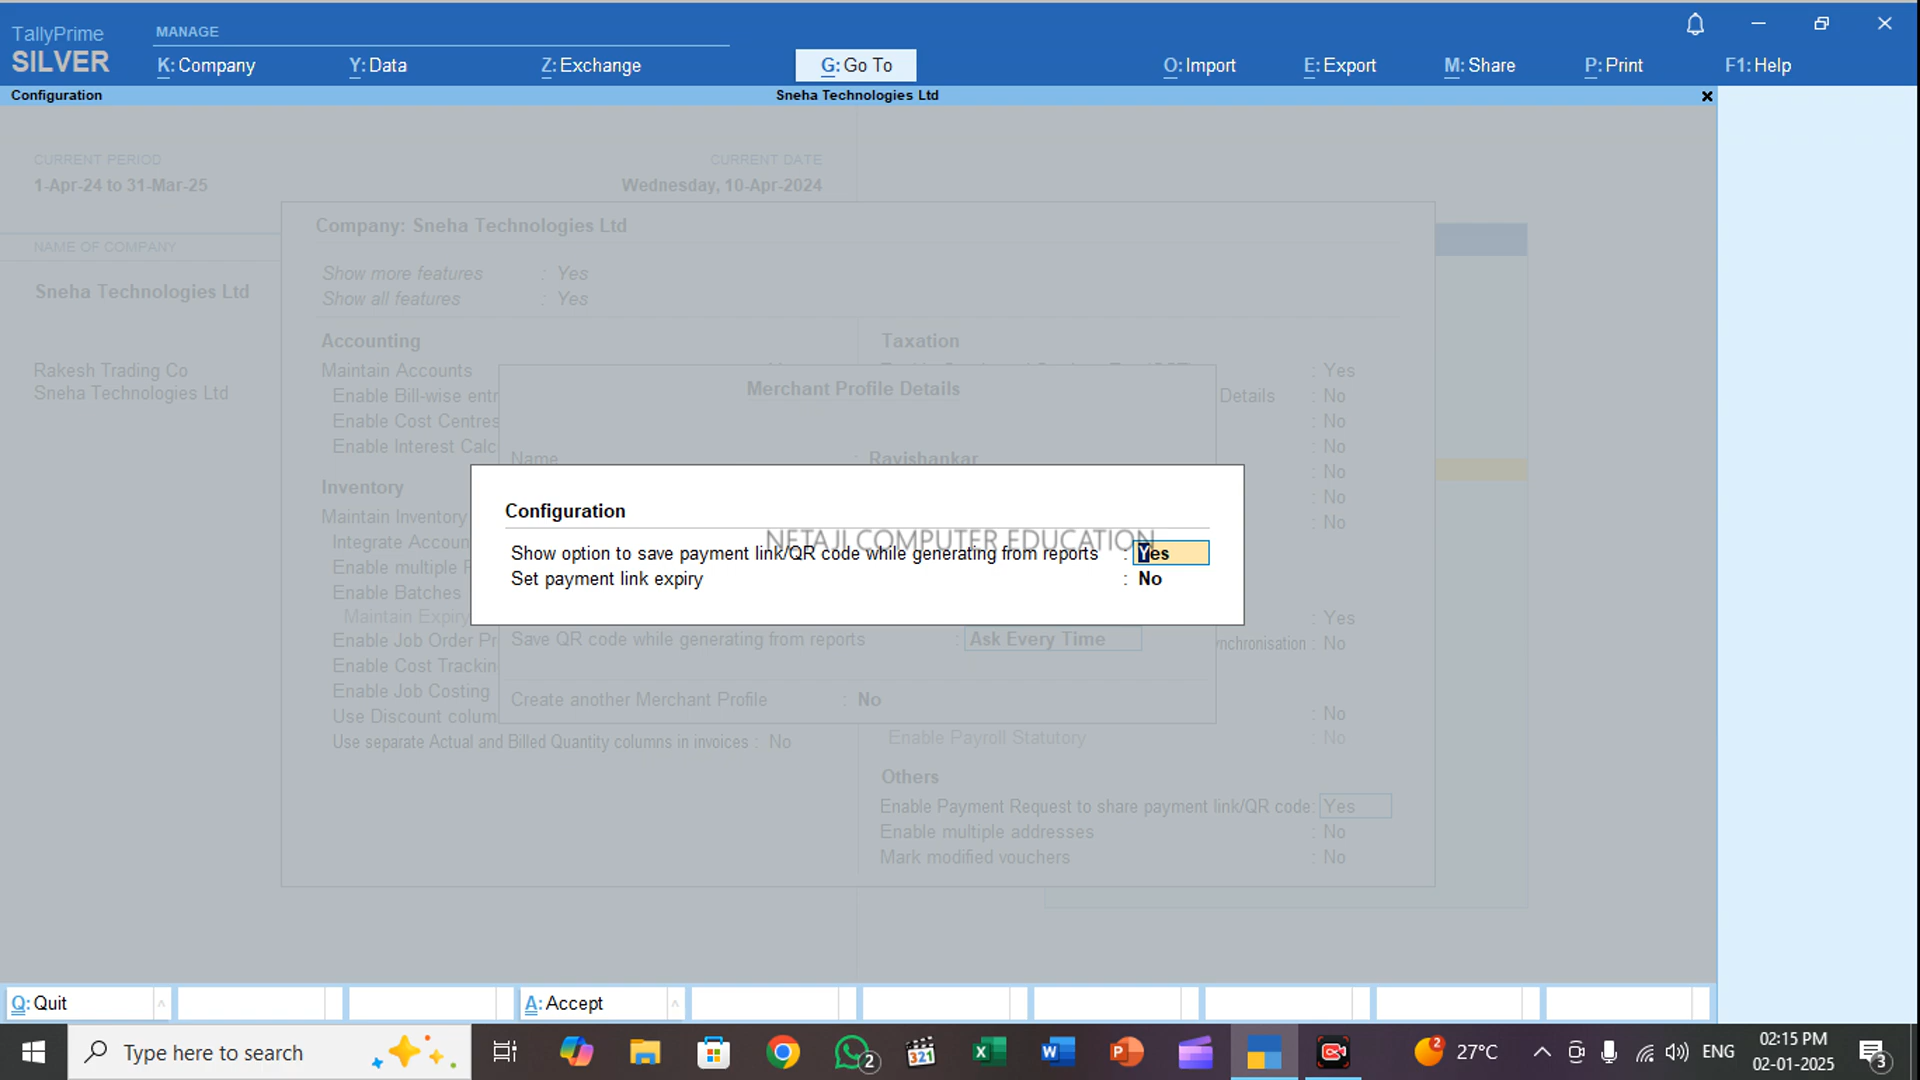 TallyPrime
SILVER
MANAGE
K: Company
Y: Data
Z: Exchange
G: Go To
O: Import
E: Export
M: Share
P: Print
F1: Help
Configuration
Sneha Technologies Ltd
CURRENT PERIOD
1-Apr-24 to 31-Mar-25
CURRENT DATE
Wednesday, 10-Apr-2024
NAME OF COMPANY
Sneha Technologies Ltd
Rakesh Trading Co
Sneha Technologies Ltd
Company: Sneha Technologies Ltd
Show more features : Yes
Show all features : Yes
Accounting
Maintain Accounts
Enable Bill-wise entr
Enable Cost Centres
Enable Interest Calc
Inventory
Maintain Inventory
Integrate Accoun
Enable multiple
Enable Batches
Maintain Expiry
Enable Job Order Pr
Enable Cost Trackin
Enable Job Costing
Use Discount colum
Use separate Actual and Billed Quantity columns in invoices : No
Taxation
: Yes
Details : No
: No
: No
: No
: No
: No
: Yes
nchronisation : No
: No
Enable Payroll Statutory : No
Others
Enable Payment Request to share payment link/QR code: Yes
Enable multiple addresses : No
Mark modified vouchers : No
Merchant Profile Details
Name : Ravishankar
Configuration
NETAJI COMPUTER EDUCATION
Show option to save payment link/QR code while generating from reports : Yes
Set payment link expiry : No
Save QR code while generating from reports : Ask Every Time
Create another Merchant Profile : No
Q: Quit
A: Accept
Type here to search
2
321
2
27°C
ENG
02:15 PM
02-01-2025
3